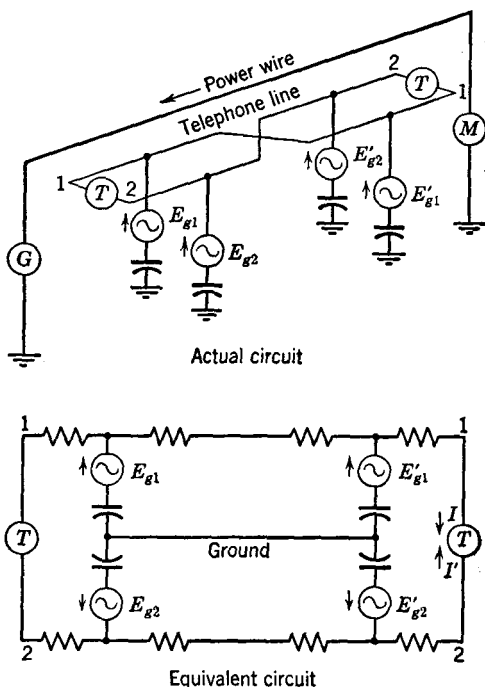 Power wire
Telephone line
2
T
1
M
1
T
2
E'g2
E'g1
Eg1
Eg2
G
Actual circuit
1
1
Eg1
E'g1
T
Ground
I
T
I'
Eg2
E'g2
2
2
Equivalent circuit